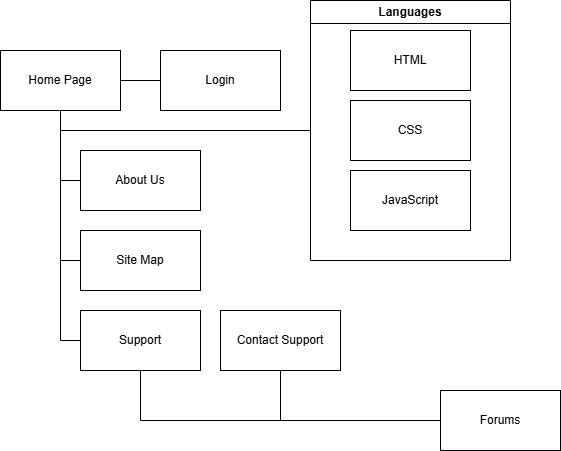 Languages
HTML
Home Page
Login
CSS
About Us
JavaScript
Site Map
Support
Contact Support
Forums